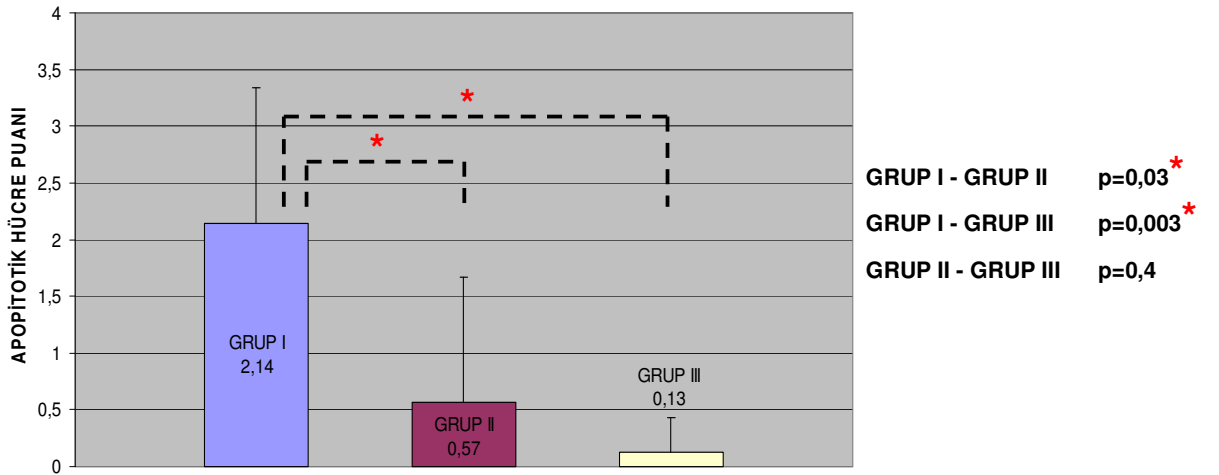 APOPİTOTİK HÜCRE PUANI
4
3,5
3
2,5
2
1,5
1
0,5
0
*
*
GRUP I
2,14
GRUP II
0,57
GRUP III
0,13
GRUP I - GRUP II p=0,03*
GRUP I - GRUP III p=0,003*
GRUP II - GRUP III p=0,4